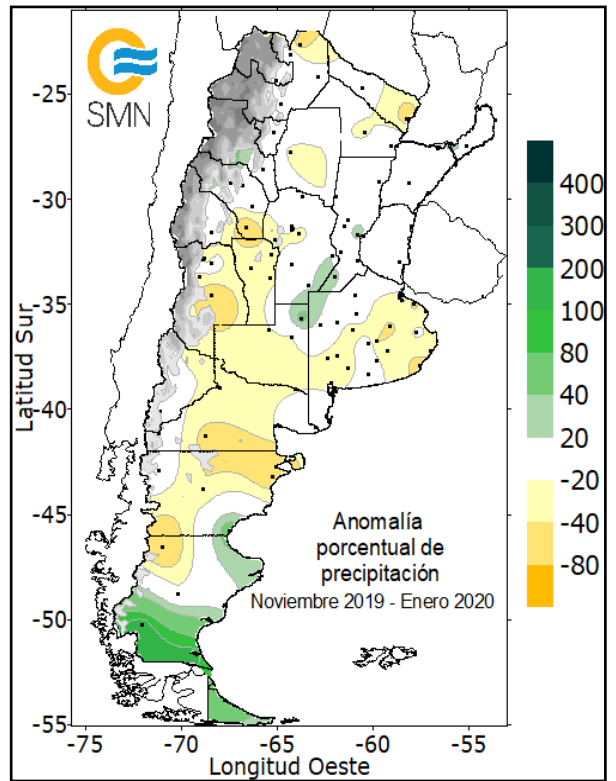 SMN
-25
-30
-35
-40
-45
-50
-55
Latitud Sur
-75 -70 -65 -60 -55
Longitud Oeste
Anomalía
porcentual de
precipitación
Noviembre 2019 - Enero 2020
400
300
200
100
80
40
20
-20
-40
-80